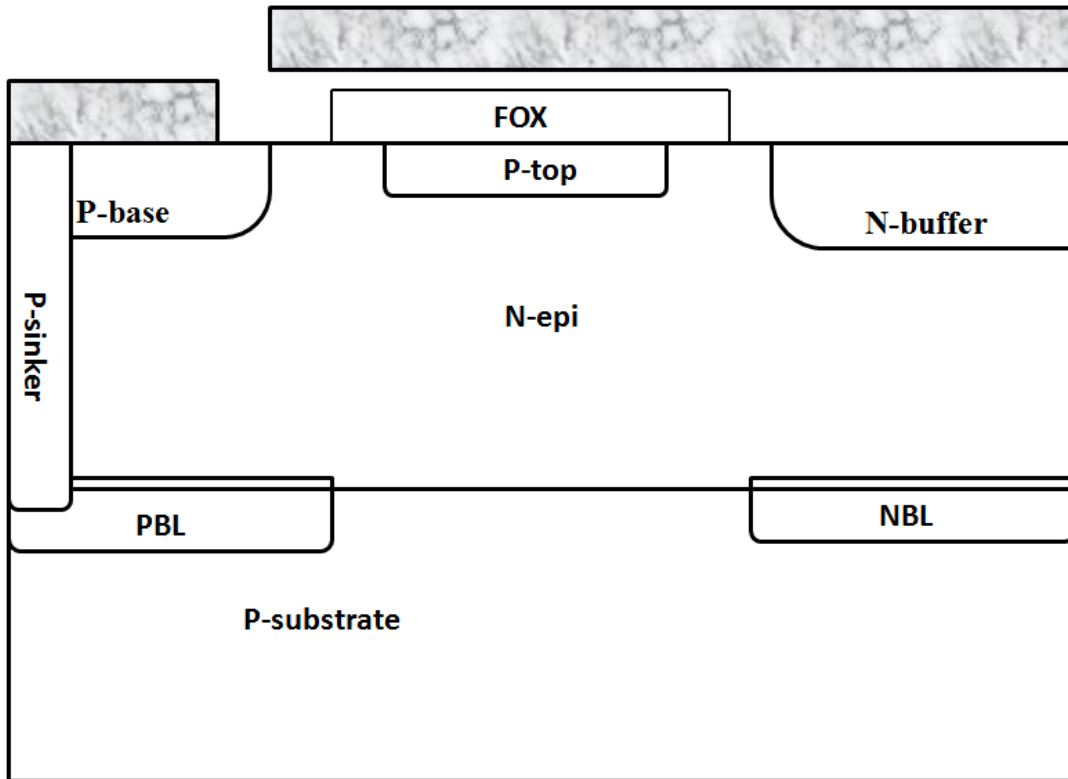 FOX
P-top
P-base
N-buffer
P-sinker
N-epi
PBL
NBL
P-substrate